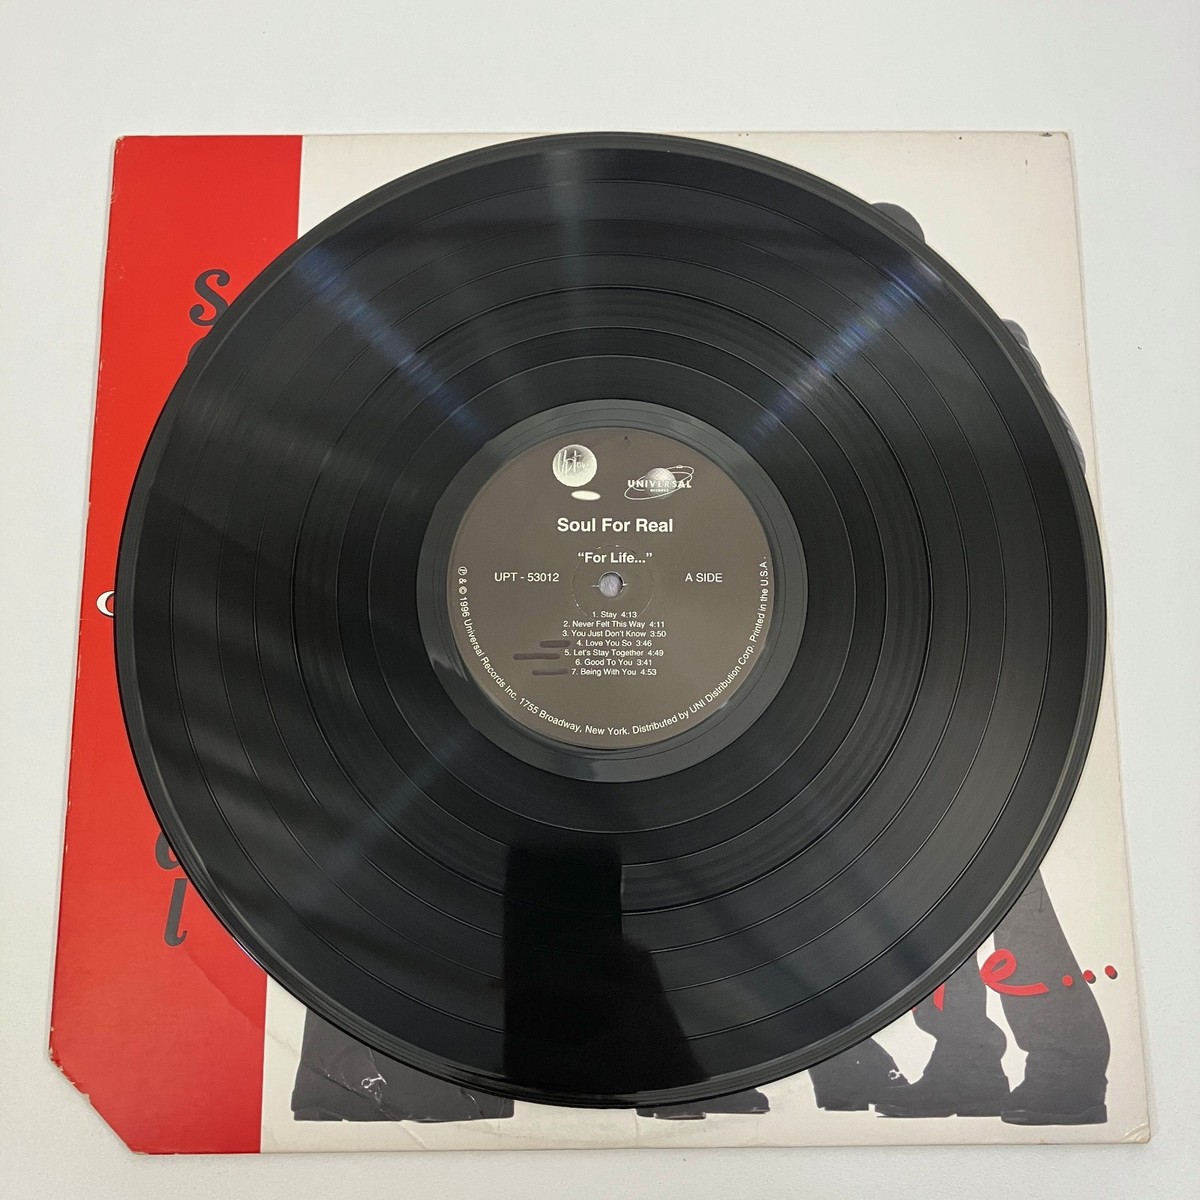 S
l
e...
Uptown
UNIVERSAL
RECORDS
Soul For Real
“For Life...”
UPT - 53012
A SIDE
1. Stay 4:13
2. Never Felt This Way 4:11
3. You Just Don't Know 3:50
4. Love You So 3:46
5. Let's Stay Together 4:49
6. Good To You 3:41
7. Being With You 4:53
℗ & © 1996 Universal Records Inc. 1755 Broadway, New York. Distributed by UNI Distribution Corp. Printed in the U.S.A.